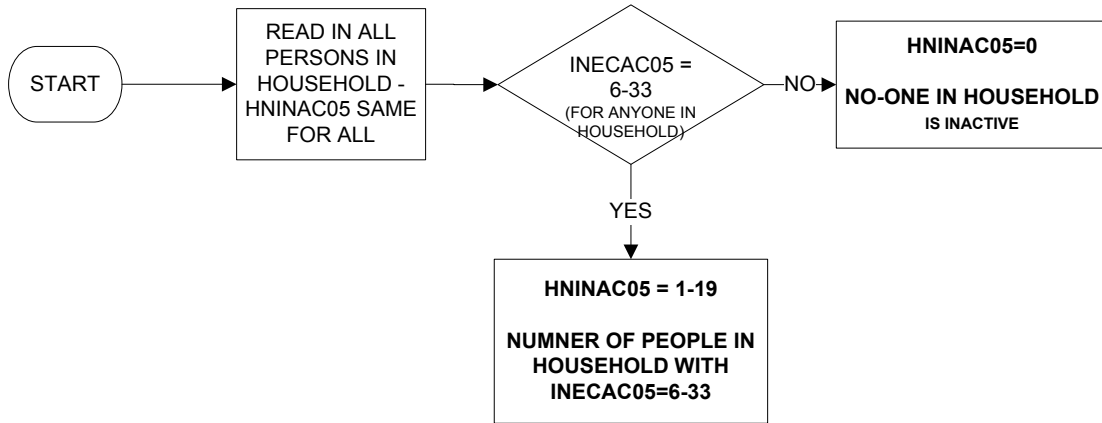 START
READ IN ALL
PERSONS IN
HOUSEHOLD -
HNINAC05 SAME
FOR ALL
INECAC05 =
6-33
(FOR ANYONE IN
HOUSEHOLD)
NO
HNINAC05=0
NO-ONE IN HOUSEHOLD
IS INACTIVE
YES
HNINAC05 = 1-19
NUMNER OF PEOPLE IN
HOUSEHOLD WITH
INECAC05=6-33